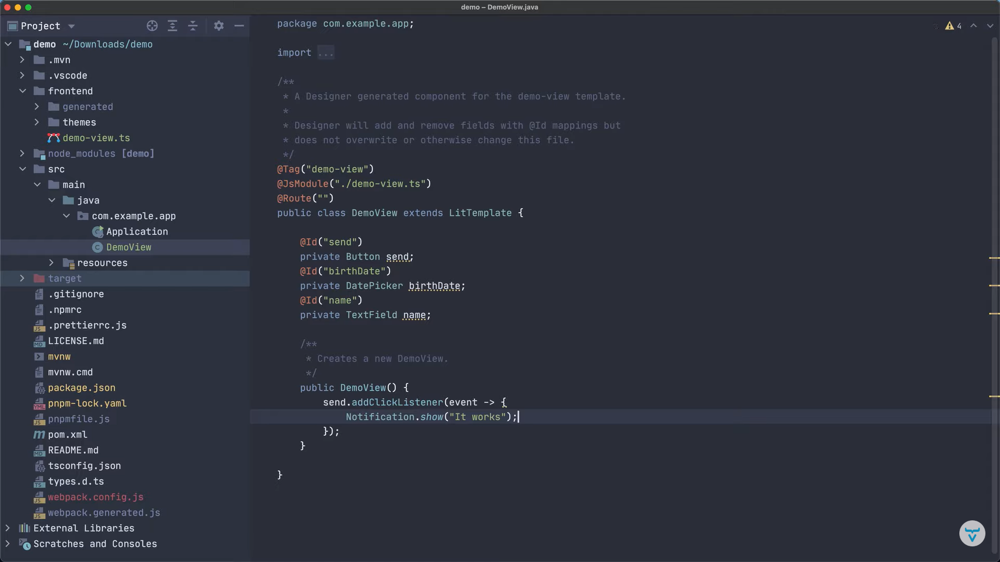 demo – DemoView.java
Project
4
demo ~/Downloads/demo
.mvn
.vscode
frontend
generated
themes
demo-view.ts
node_modules [demo]
src
main
java
com.example.app
Application
DemoView
resources
target
.gitignore
.npmrc
.prettierrc.js
LICENSE.md
mvnw
mvnw.cmd
package.json
pnpm-lock.yaml
pnpmfile.js
pom.xml
README.md
tsconfig.json
types.d.ts
webpack.config.js
webpack.generated.js
External Libraries
Scratches and Consoles
package com.example.app;
import ...
/**
* A Designer generated component for the demo-view template.
*
* Designer will add and remove fields with @Id mappings but
* does not overwrite or otherwise change this file.
*/
@Tag("demo-view")
@JsModule("./demo-view.ts")
@Route("")
public class DemoView extends LitTemplate {
@Id("send")
private Button send;
@Id("birthDate")
private DatePicker birthDate;
@Id("name")
private TextField name;
/**
* Creates a new DemoView.
*/
public DemoView() {
send.addClickListener(event -> {
Notification.show("It works");
});
}
}